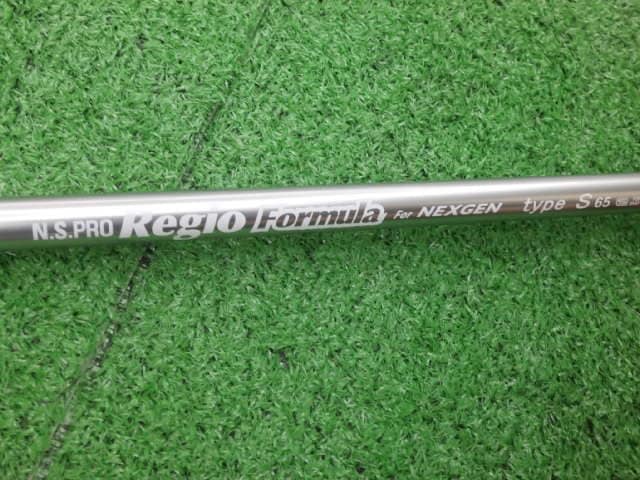 N.S.PRO Regio Formula For NEXGEN type S 65